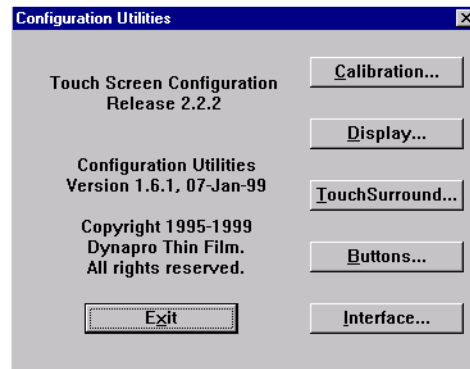 Configuration Utilities
Touch Screen Configuration
Release 2.2.2
Configuration Utilities
Version 1.6.1, 07-Jan-99
Copyright 1995-1999
Dynapro Thin Film.
All rights reserved.
Exit
Calibration...
Display...
TouchSurround...
Buttons...
Interface...